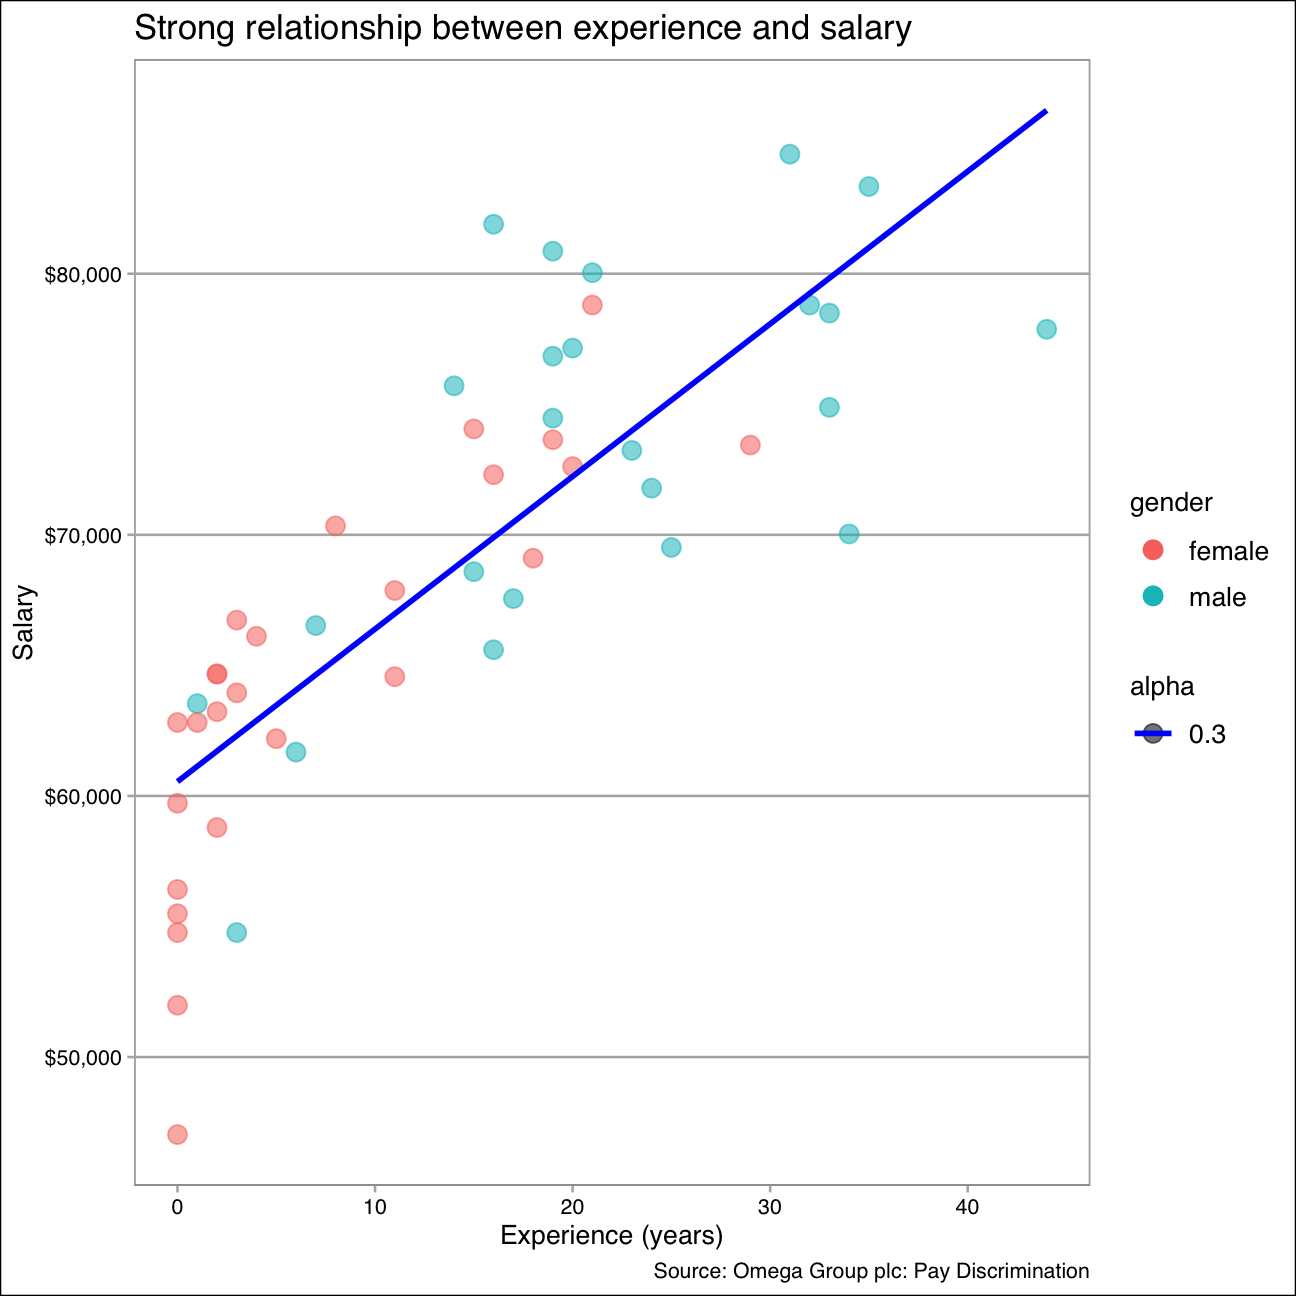 Strong relationship between experience and salary
Salary
$80,000
$70,000
$60,000
$50,000
0 10 20 30 40
Experience (years)
Source: Omega Group plc: Pay Discrimination
gender
female
male
alpha
0.3